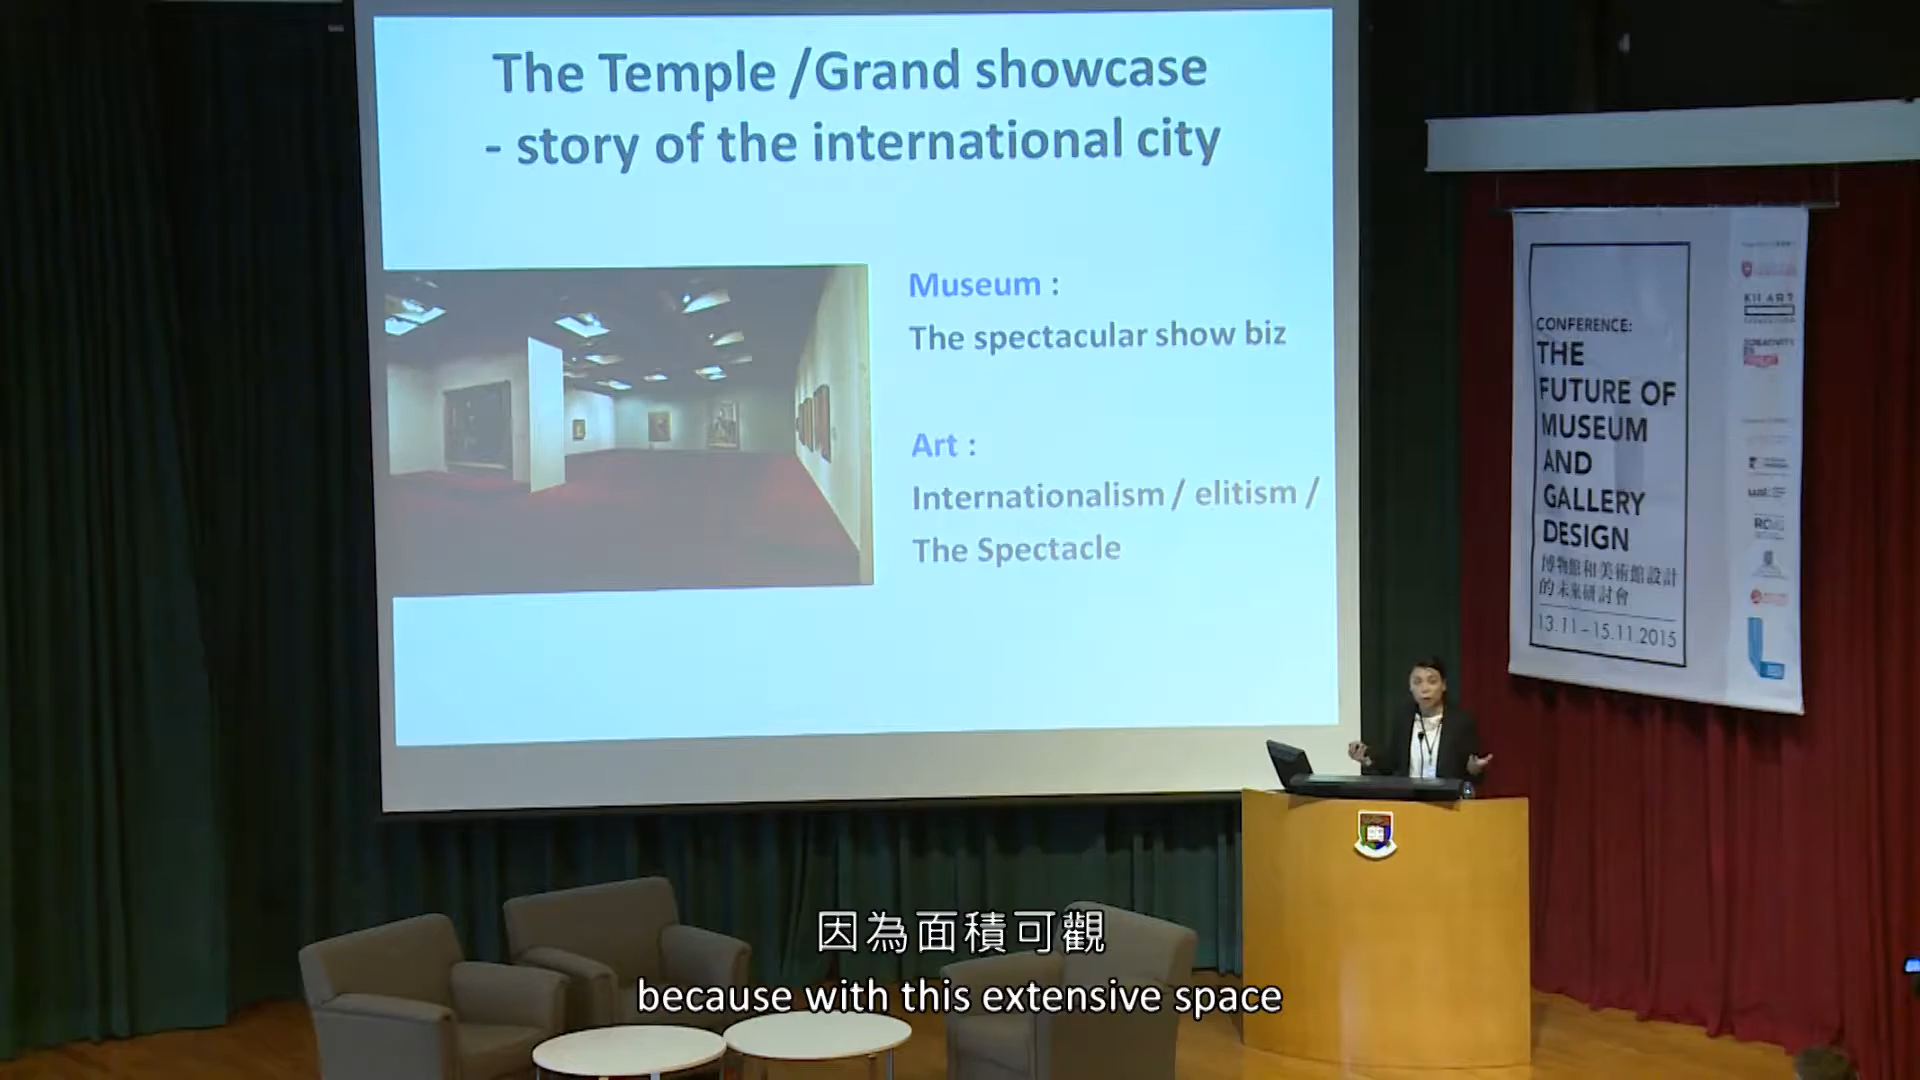 The Temple /Grand showcase
- story of the international city
Museum :
The spectacular show biz
Art :
Internationalism / elitism /
The Spectacle
CONFERENCE:
THE
FUTURE OF
MUSEUM
AND
GALLERY
DESIGN
博物館和美術館設計
的未來研討會
13.11 – 15.11.2015
因為面積可觀
because with this extensive space